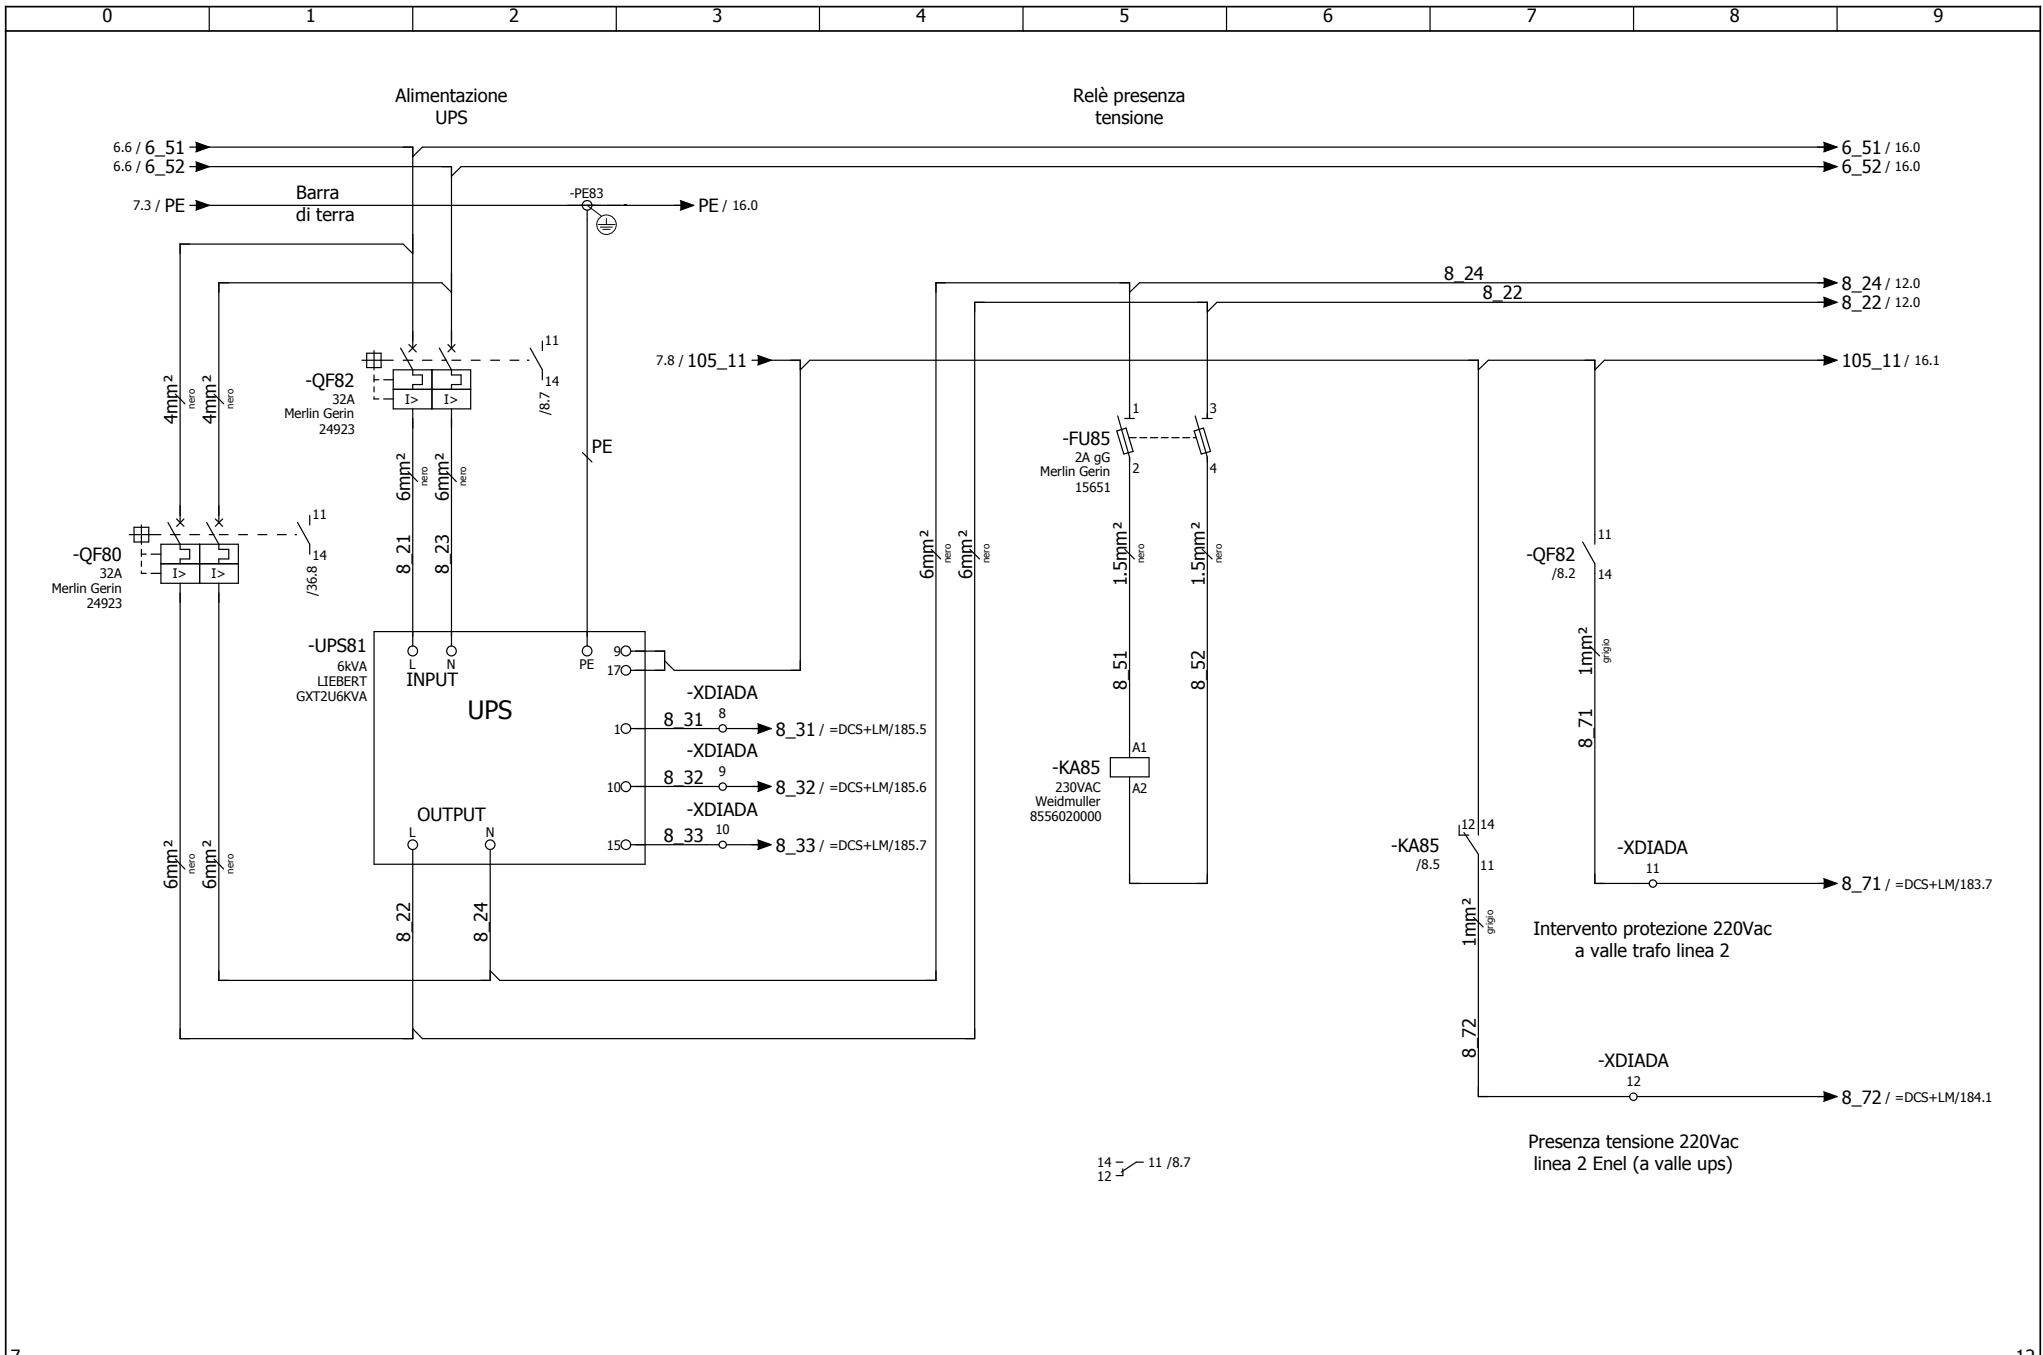 0 1 2 3 4 5 6 7 8 9
Alimentazione
UPS
Relè presenza
tensione
6.6 / 6_51
6_51 / 16.0
6.6 / 6_52
6_52 / 16.0
Barra
di terra
7.3 / PE
-PE83
PE / 16.0
8_24
8_24 / 12.0
8_22
8_22 / 12.0
7.8 / 105_11
105_11 / 16.1
4mm² nero
4mm² nero
-QF82
32A
Merlin Gerin
24923
I> I>
11
14
/8.7
6mm² nero
6mm² nero
PE
8_21
8_23
-QF80
32A
Merlin Gerin
24923
I> I>
11
14
/36.8
6mm² nero
6mm² nero
-UPS81
6kVA
LIEBERT
GXT2U6KVA
L N PE
INPUT
UPS
OUTPUT
L N
9
17
-XDIADA
1 8_31 8 8_31 / =DCS+LM/185.5
-XDIADA
10 8_32 9 8_32 / =DCS+LM/185.6
-XDIADA
15 8_33 10 8_33 / =DCS+LM/185.7
8_22
8_24
6mm² nero
6mm² nero
-FU85
2A gG
Merlin Gerin
15651
1 3
2 4
1.5mm² nero
1.5mm² nero
8_51
8_52
-KA85
230VAC
Weidmuller
8556020000
A1
A2
14 11 /8.7
12
-QF82
/8.2
11
14
1mm² grigio
8_71
-KA85
/8.5
12 14
11
1mm² grigio
8_72
-XDIADA
11
8_71 / =DCS+LM/183.7
Intervento protezione 220Vac
a valle trafo linea 2
-XDIADA
12
8_72 / =DCS+LM/184.1
Presenza tensione 220Vac
linea 2 Enel (a valle ups)